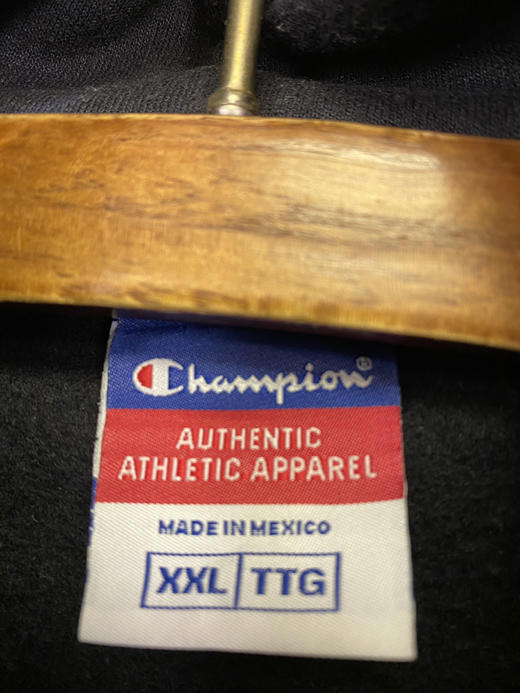 Champion®
AUTHENTIC
ATHLETIC APPAREL
MADE IN MEXICO
XXL TTG